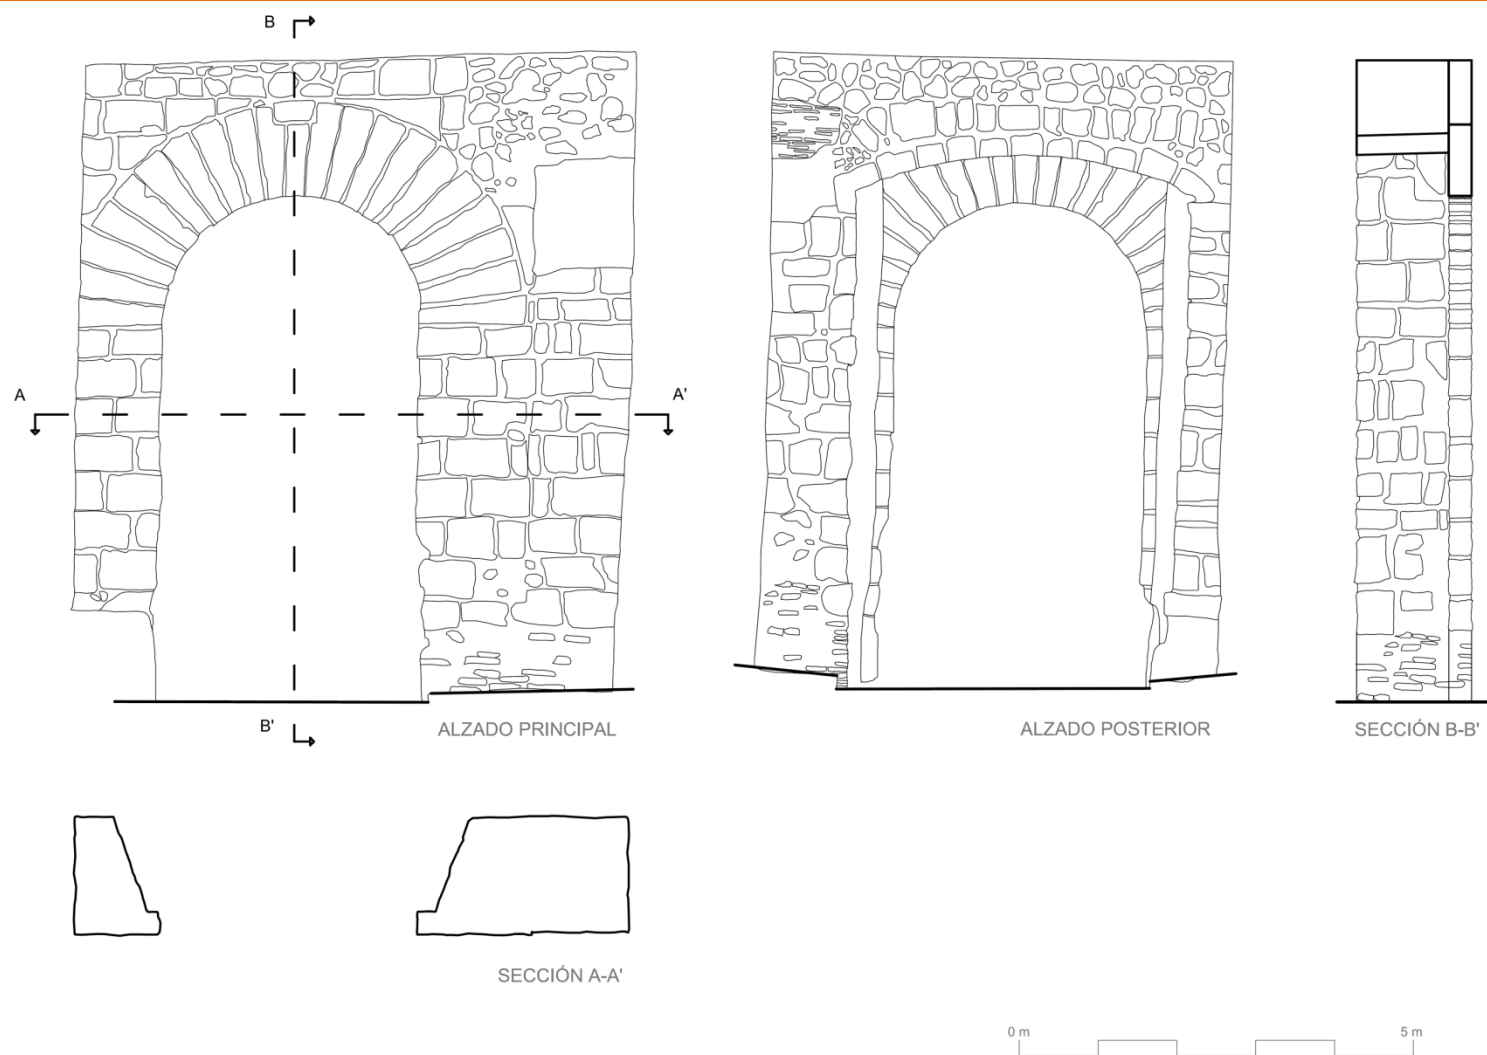 B
A
A'
B'
ALZADO PRINCIPAL
ALZADO POSTERIOR
SECCIÓN B-B'
SECCIÓN A-A'
0 m
5 m